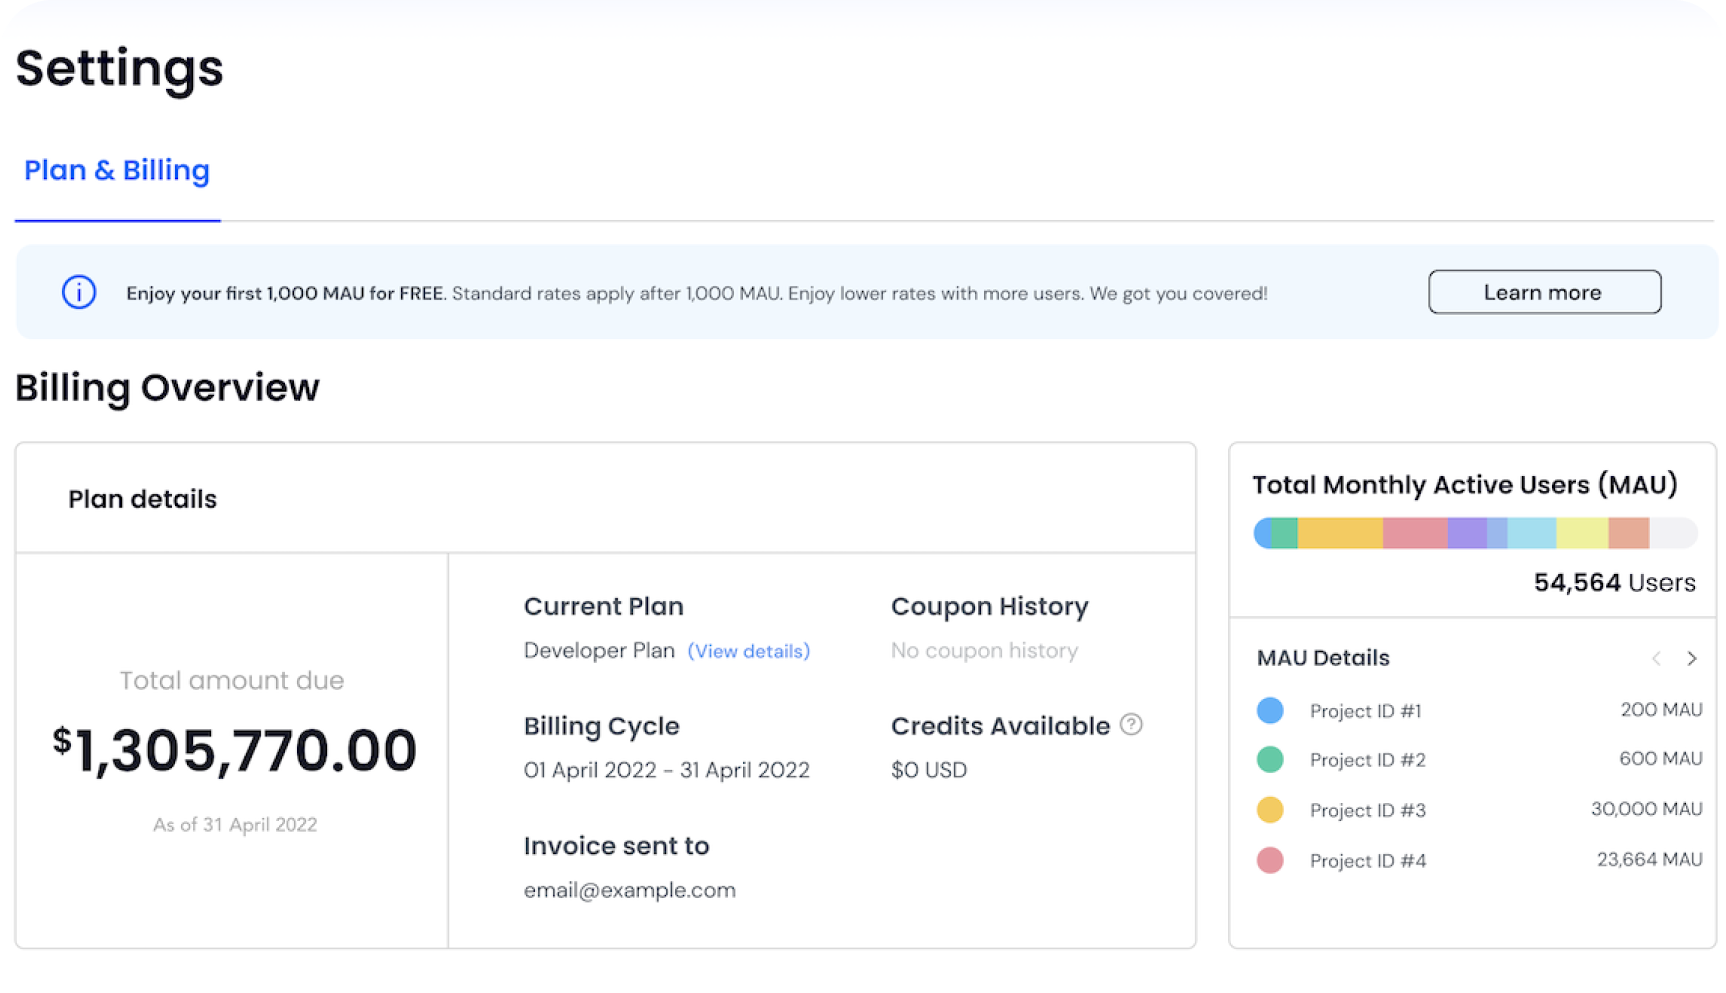 Settings
Plan & Billing
Enjoy your first 1,000 MAU for FREE. Standard rates apply after 1,000 MAU. Enjoy lower rates with more users. We got you covered!
Learn more
Billing Overview
Plan details
Total amount due
$1,305,770.00
As of 31 April 2022
Current Plan
Developer Plan (View details)
Billing Cycle
01 April 2022 - 31 April 2022
Invoice sent to
email@example.com
Coupon History
No coupon history
Credits Available ?
$0 USD
Total Monthly Active Users (MAU)
54,564 Users
MAU Details
Project ID #1 200 MAU
Project ID #2 600 MAU
Project ID #3 30,000 MAU
Project ID #4 23,664 MAU